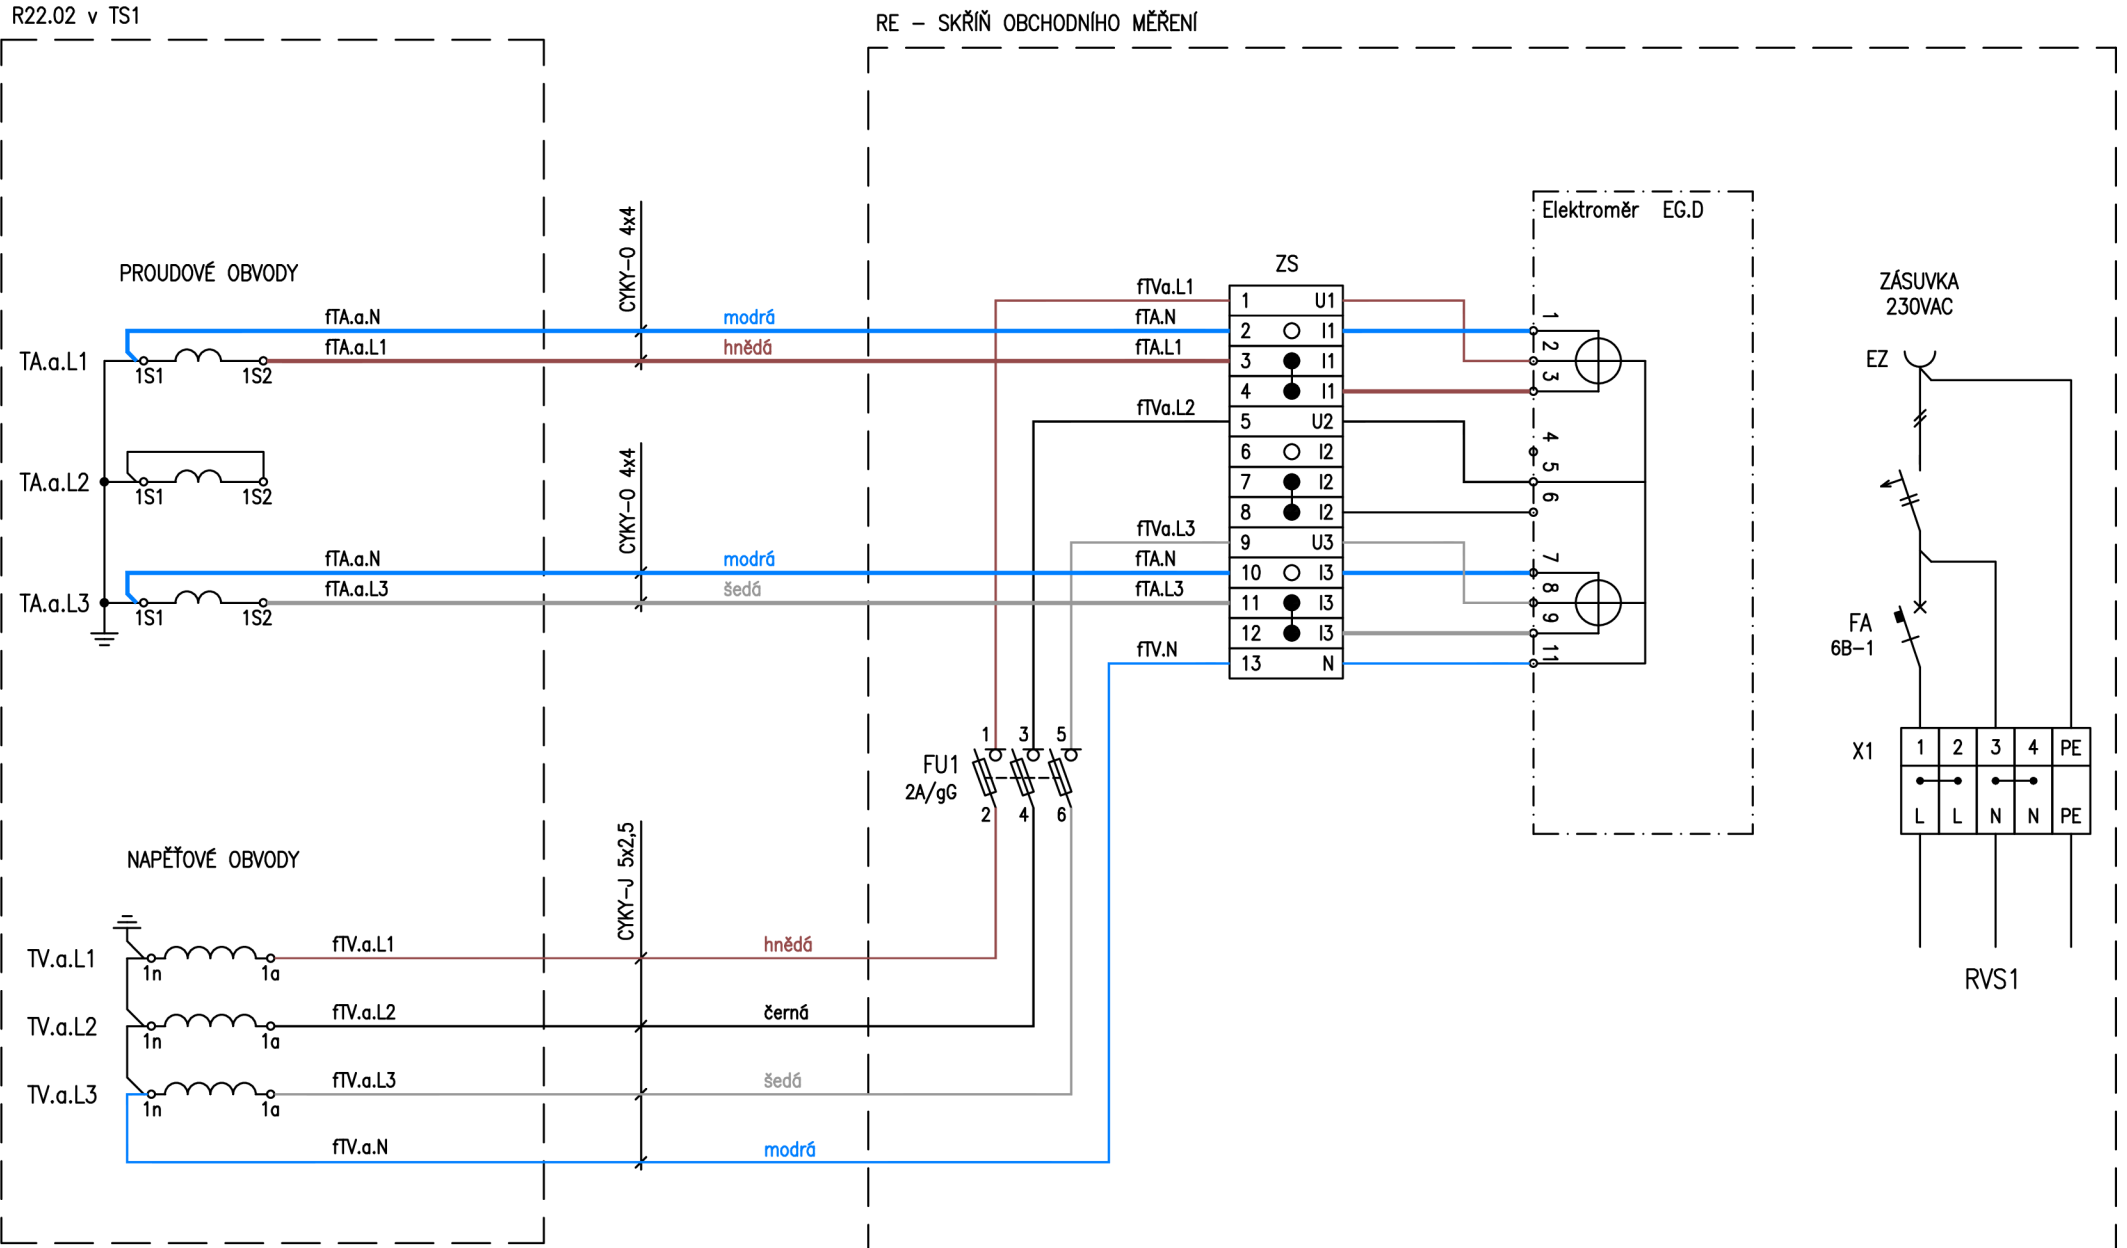 R22.02 v TS1
RE – SKŘÍŇ OBCHODNÍHO MĚŘENÍ
PROUDOVÉ OBVODY
CYKY-O 4x4
fTA.a.N
modrá
fTA.a.L1
hnědá
TA.a.L1
1S1
1S2
TA.a.L2
1S1
1S2
CYKY-O 4x4
fTA.a.N
modrá
fTA.a.L3
šedá
TA.a.L3
1S1
1S2
fTVa.L1
fTA.N
fTA.L1
fTVa.L2
fTVa.L3
fTA.N
fTA.L3
fTV.N
ZS
1 U1
2 I1
3 I1
4 I1
5 U2
6 I2
7 I2
8 I2
9 U3
10 I3
11 I3
12 I3
13 N
Elektroměr EG.D
1
2
3
4
5
6
7
8
9
11
ZÁSUVKA
230VAC
EZ
FA
6B-1
X1
1 2 3 4 PE
L L N N PE
RVS1
FU1
2A/gG
1 3 5
2 4 6
NAPĚŤOVÉ OBVODY
CYKY-J 5x2,5
TV.a.L1
1n
1a
fTV.a.L1
hnědá
TV.a.L2
1n
1a
fTV.a.L2
černá
TV.a.L3
1n
1a
fTV.a.L3
šedá
fTV.a.N
modrá